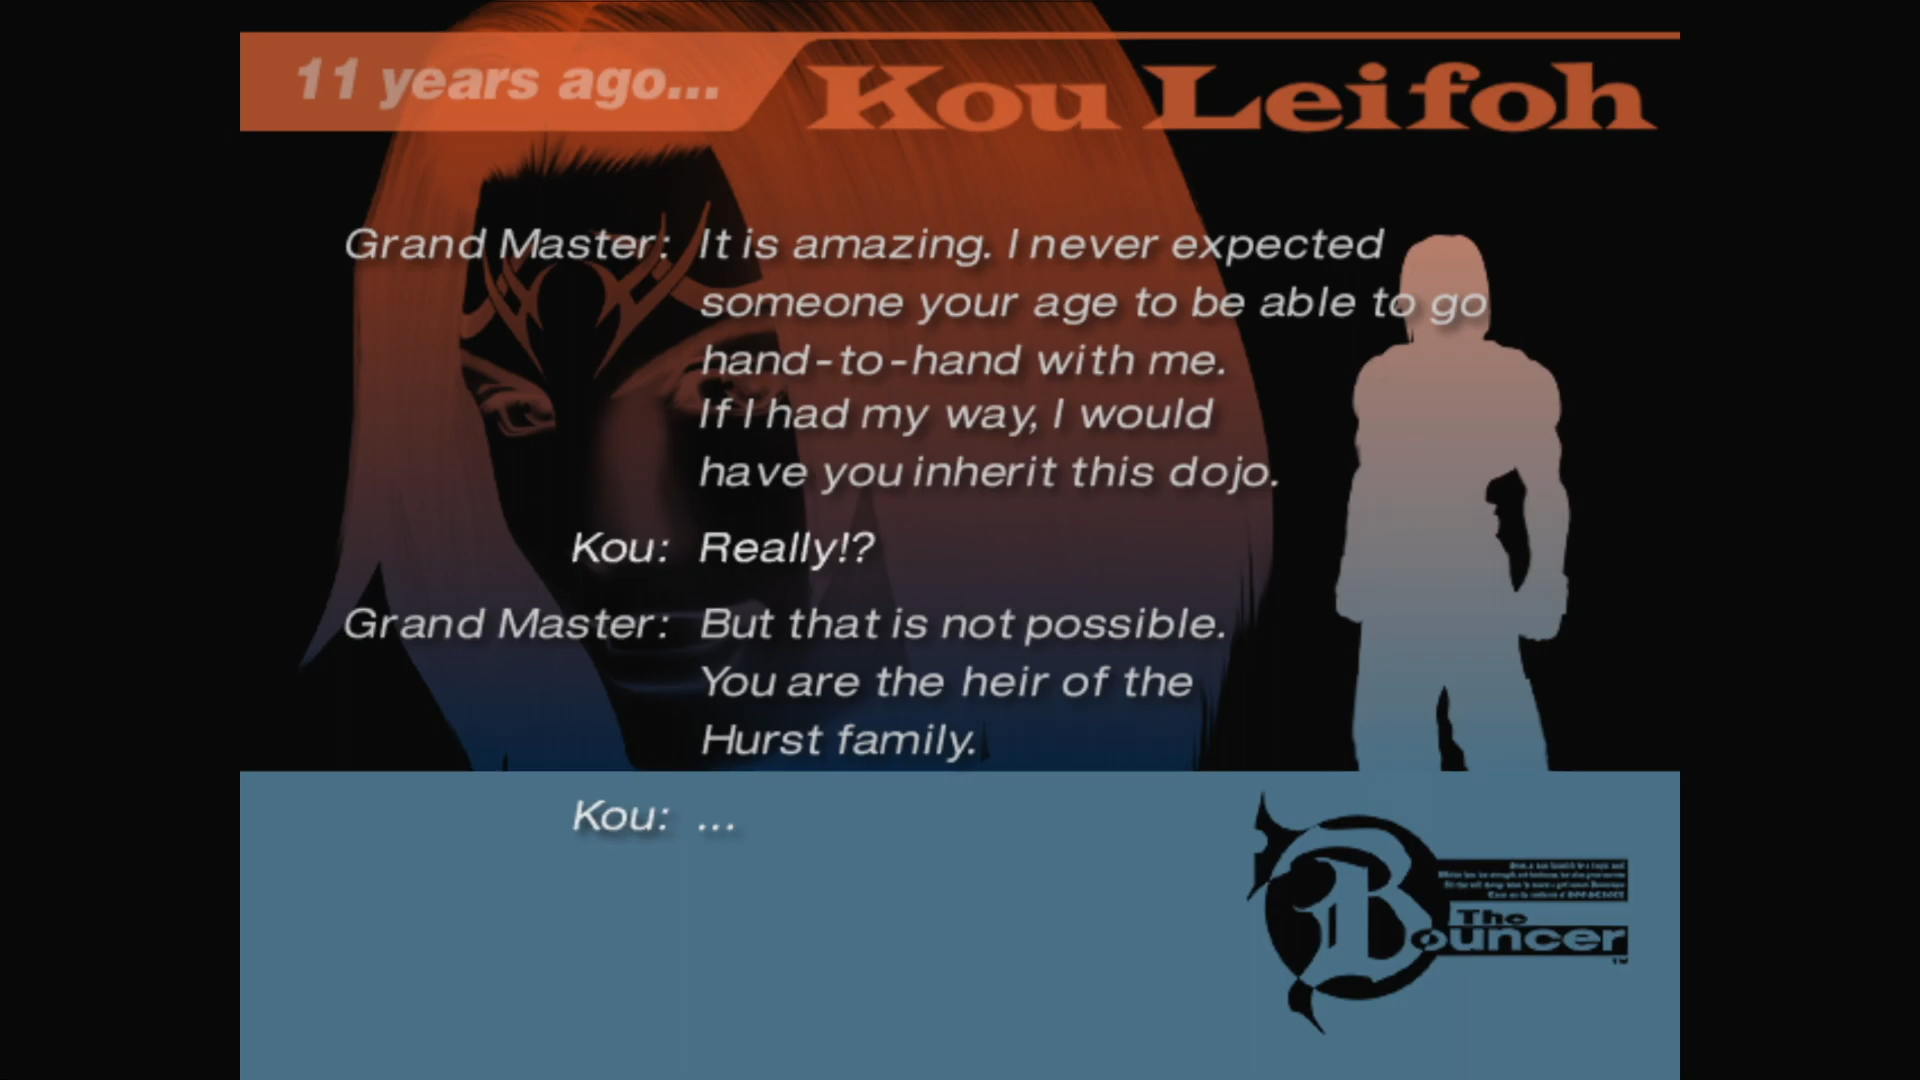 11 years ago... Kou Leifoh
Grand Master: It is amazing. I never expected
someone your age to be able to go
hand-to-hand with me.
If I had my way, I would
have you inherit this dojo.
Kou: Really!?
Grand Master: But that is not possible.
You are the heir of the
Hurst family.
Kou: ...
The
Bouncer
TM